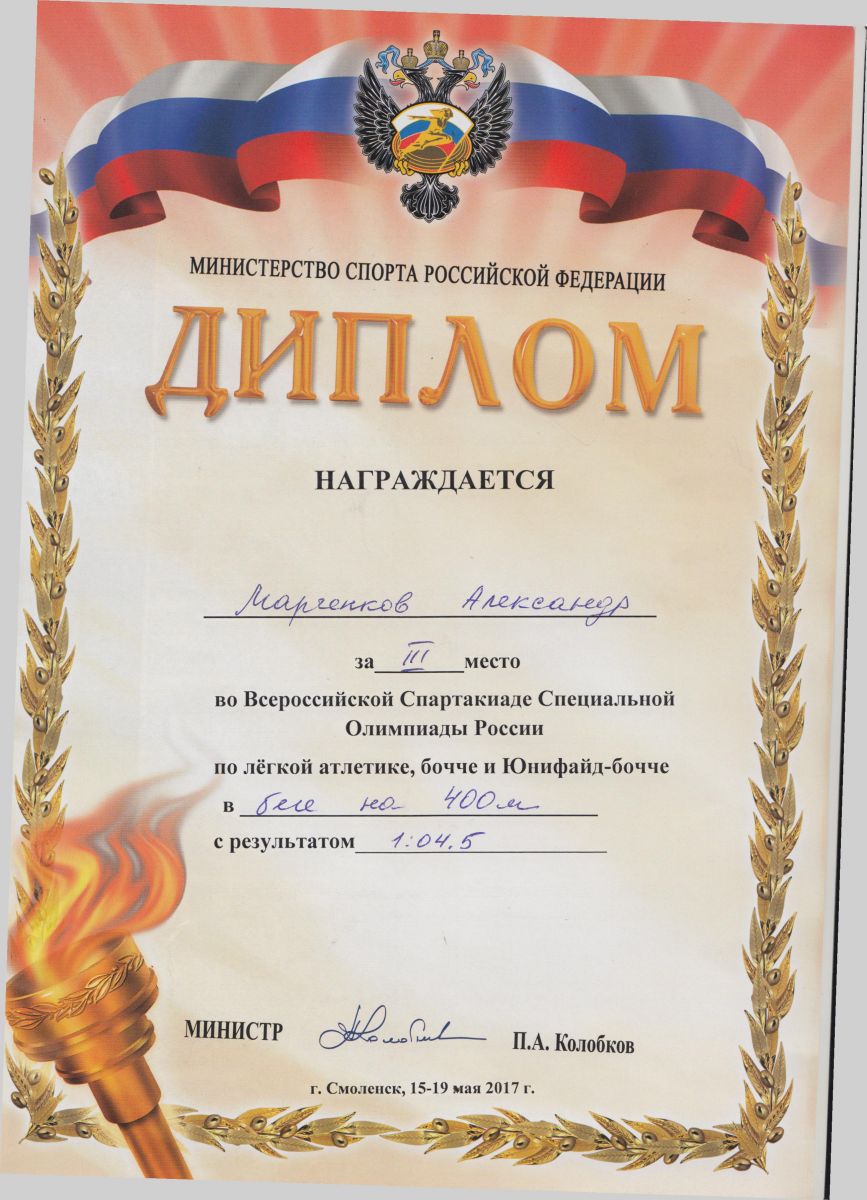 МИНИСТЕРСТВО СПОРТА РОССИЙСКОЙ ФЕДЕРАЦИИ
ДИПЛОМ
НАГРАЖДАЕТСЯ
Марченков Александр
за III место
во Всероссийской Спартакиаде Специальной
Олимпиады России
по лёгкой атлетике, бочче и Юнифайд-бочче
в беге на 400м
с результатом 1:04.5
МИНИСТР П.А. Колобков
г. Смоленск, 15-19 мая 2017 г.